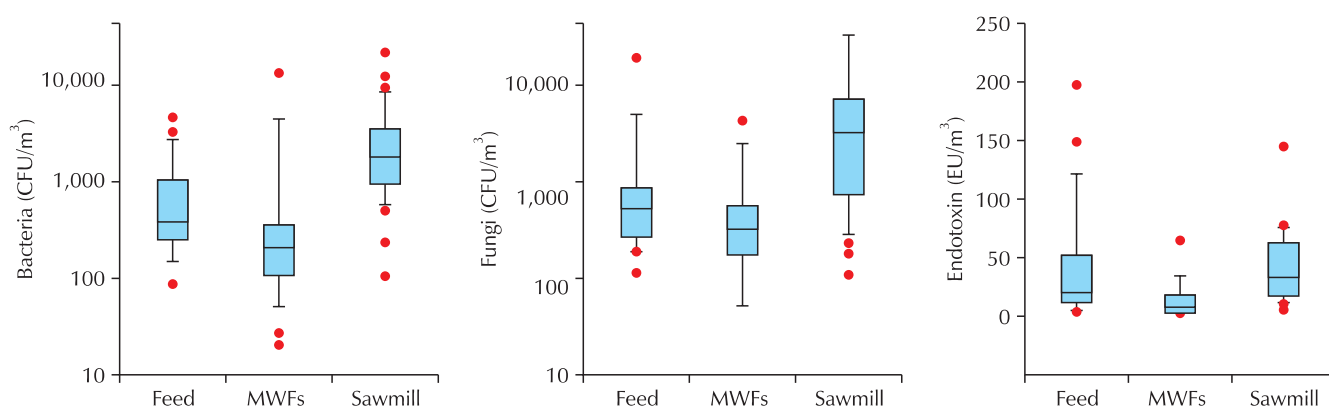 Bacteria (CFU/m³)
10,000
1,000
100
10
Feed
MWFs
Sawmill
Fungi (CFU/m³)
10,000
1,000
100
10
Feed
MWFs
Sawmill
Endotoxin (EU/m³)
250
200
150
100
50
0
Feed
MWFs
Sawmill